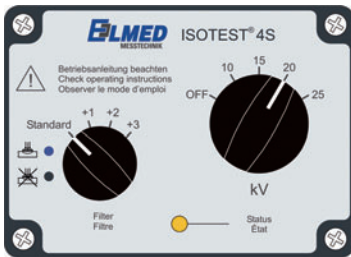 ELMED
MESSTECHNIK
ISOTEST® 4S
Betriebsanleitung beachten
Check operating instructions
Observer le mode d'emploi
OFF 10 15 20 25
kV
Standard +1 +2 +3
Filter
Filtre
Status
État